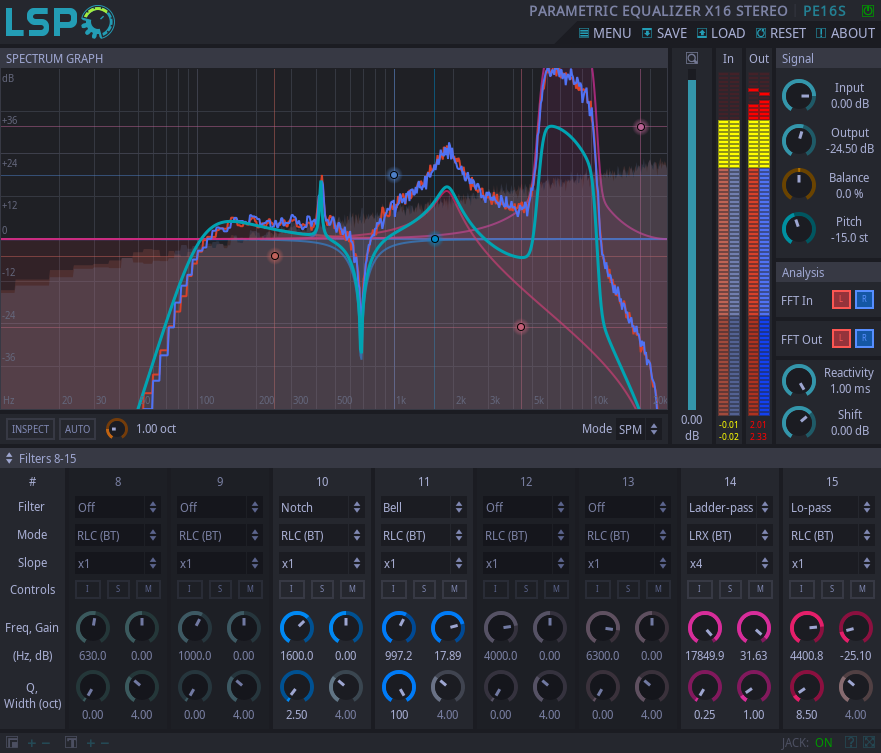 LSP
PARAMETRIC EQUALIZER X16 STEREO PE16S
MENU SAVE LOAD RESET ABOUT
SPECTRUM GRAPH
In Out
Signal
dB
+36
+24
+12
0
-12
-24
-36
Hz 20 30 100 200 300 500 1k 2k 3k 5k 10k 20k
Input
0.00 dB
Output
-24.50 dB
Balance
0.0 %
Pitch
-15.0 st
Analysis
FFT In L R
FFT Out L R
Reactivity
1.00 ms
Shift
0.00 dB
0.00
dB
-0.01 2.01
-0.02 2.33
INSPECT AUTO 1.00 oct Mode SPM
Filters 8-15
# 8 9 10 11 12 13 14 15
Filter Off Off Notch Bell Off Off Ladder-pass Lo-pass
Mode RLC (BT) RLC (BT) RLC (BT) RLC (BT) RLC (BT) RLC (BT) LRX (BT) RLC (BT)
Slope x1 x1 x1 x1 x1 x1 x4 x1
Controls I S M I S M I S M I S M I S M I S M I S M I S M
Freq, Gain
(Hz, dB) 630.0 0.00 1000.0 0.00 1600.0 0.00 997.2 17.89 4000.0 0.00 6300.0 0.00 17849.9 31.63 4400.8 -25.10
Q,
Width (oct) 0.00 4.00 0.00 4.00 2.50 4.00 100 4.00 0.00 4.00 0.00 4.00 0.25 1.00 8.50 4.00
JACK: ON